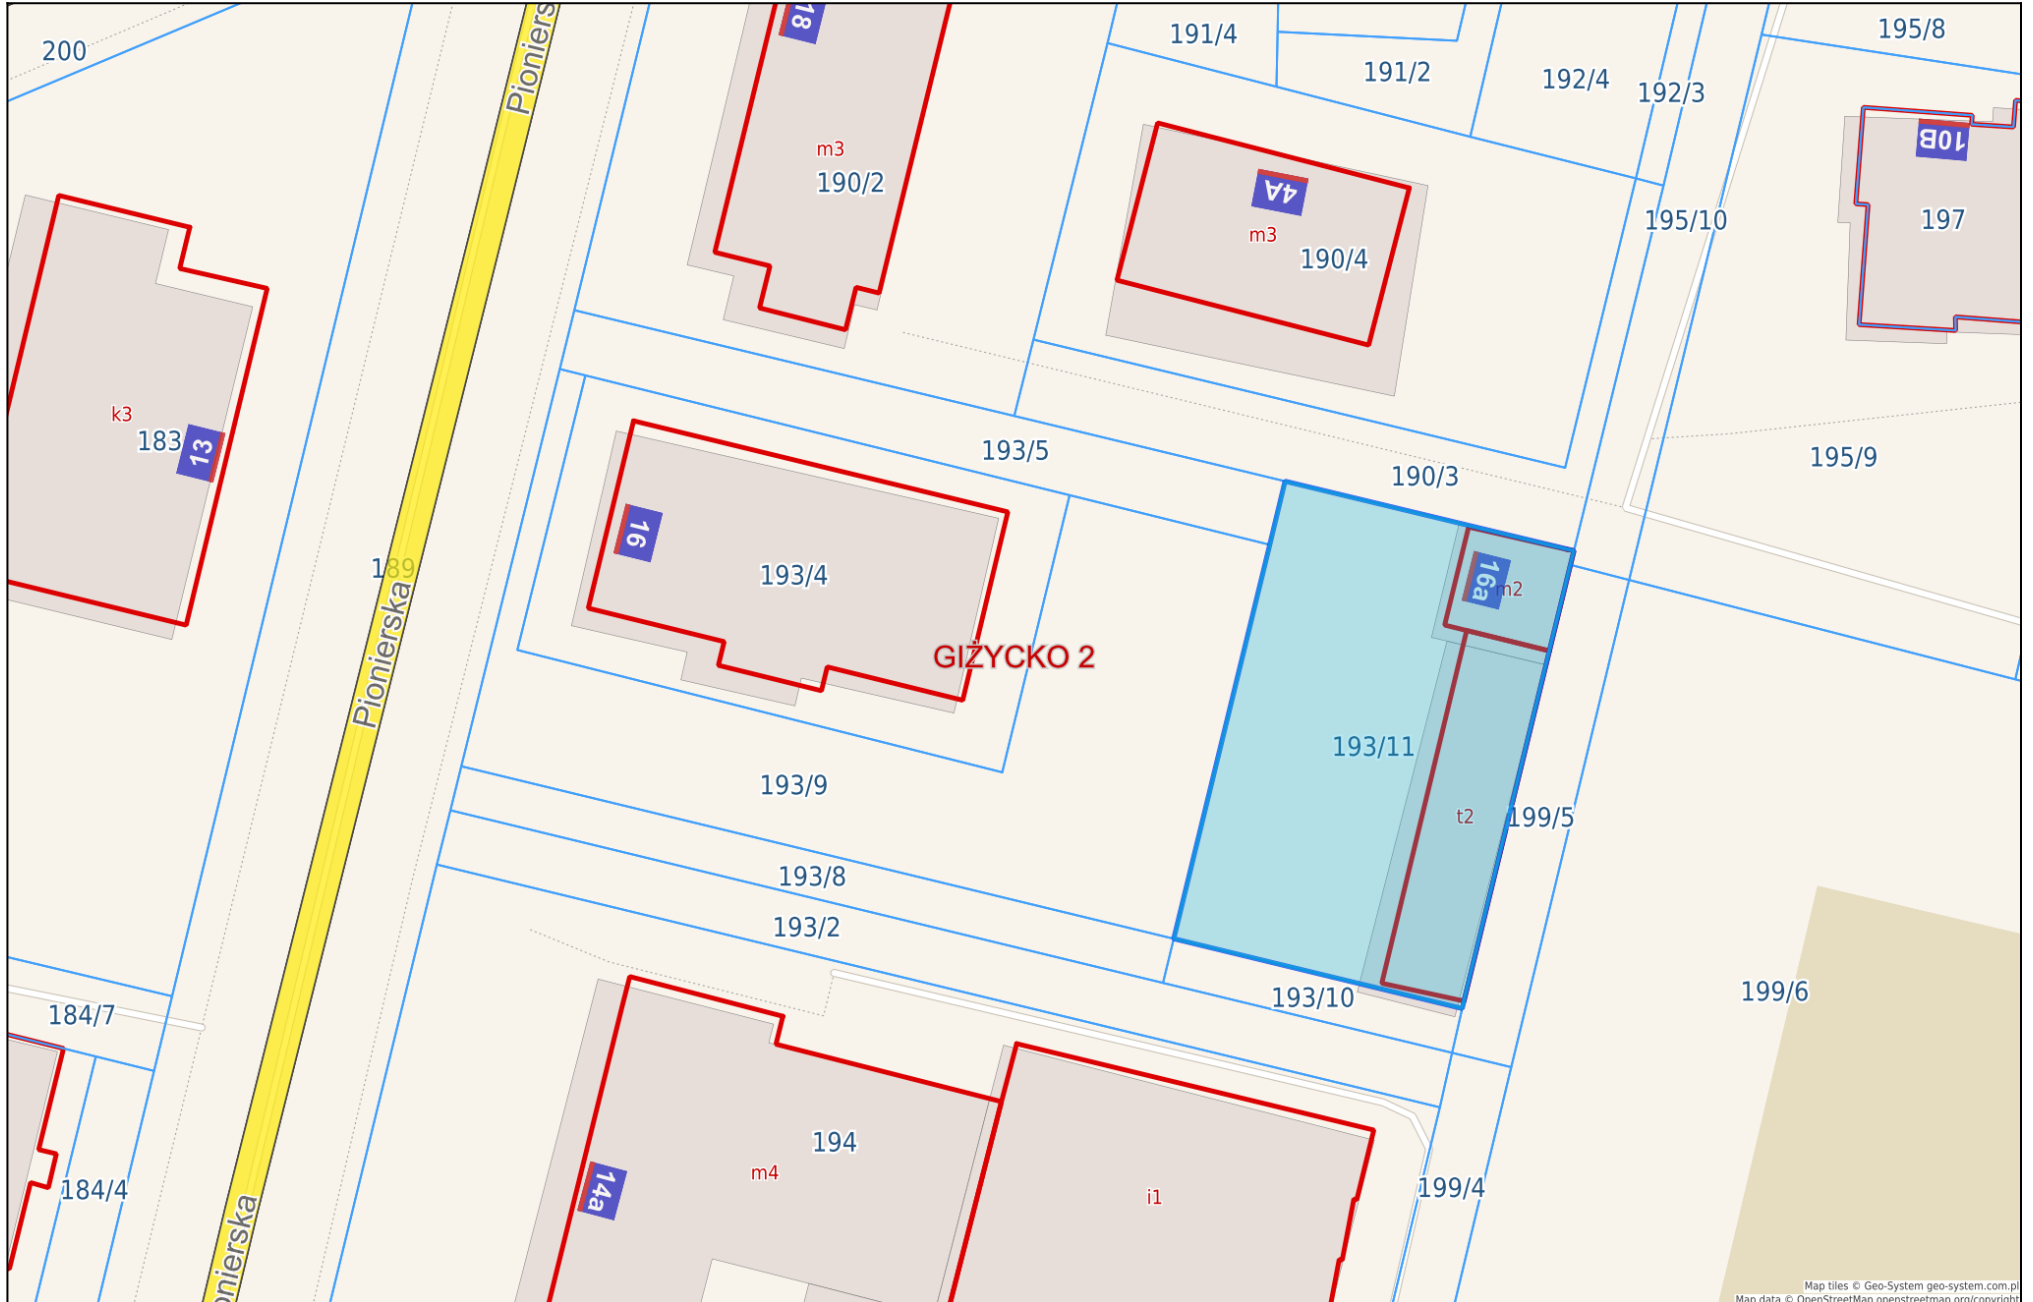 200
Pioniers
18
191/4
191/2
192/4
192/3
195/8
m3
190/2
4A
m3
190/4
10B
197
195/10
k3
183
13
193/5
190/3
195/9
16
193/4
189
Pionierska
GIŻYCKO 2
16a
m2
193/11
t2
199/5
193/9
193/8
193/2
193/10
199/6
184/7
184/4
194
m4
14a
i1
199/4
onierska
Map tiles © Geo-System geo-system.com.pl
Map data © OpenStreetMap openstreetmap.org/copyright